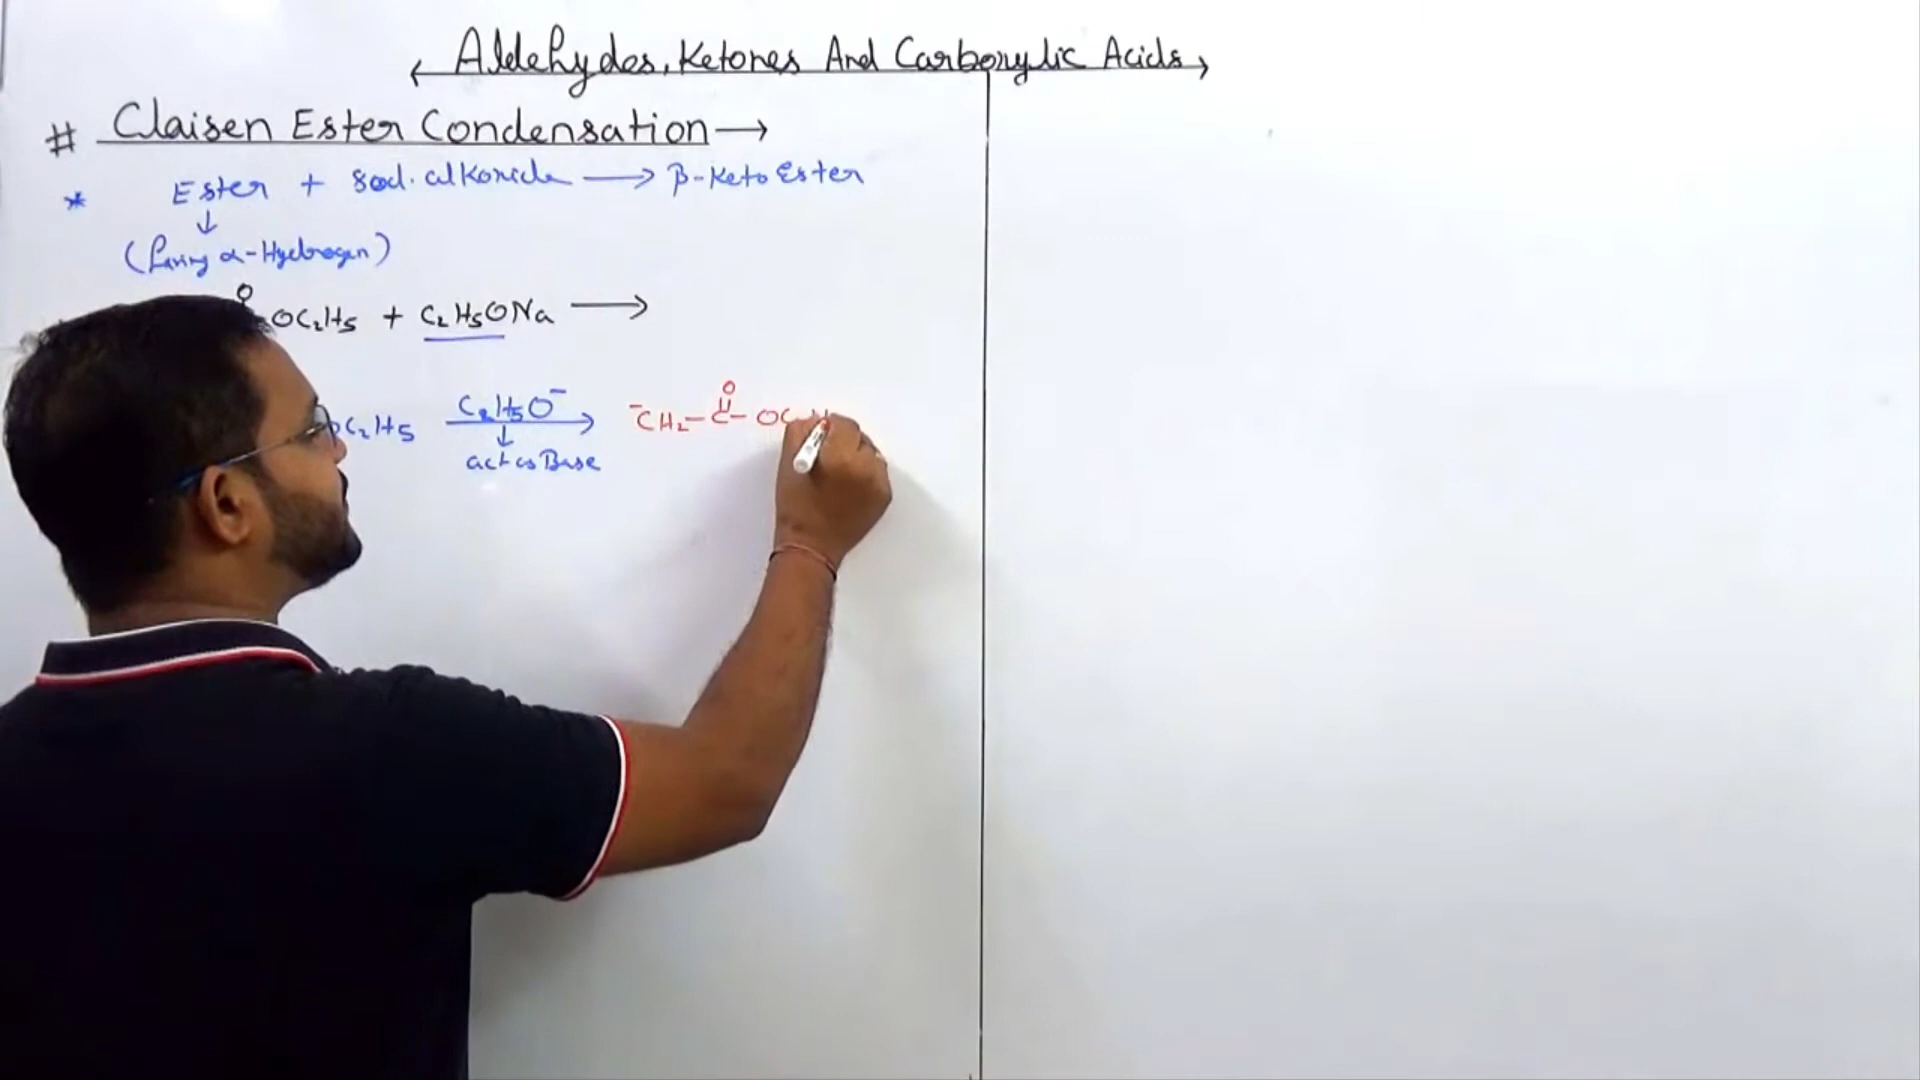 Aldehydes, Ketones And Carboxylic Acids
# Claisen Ester Condensation →
* Ester + sod. alkoxide → β-Keto Ester
↓
(having α-Hydrogen)
O
OC₂H₅ + C₂H₅ONa →
OC₂H₅ C₂H₅O⁻ → ⁻CH₂-C-OC
O
↓
act as Base